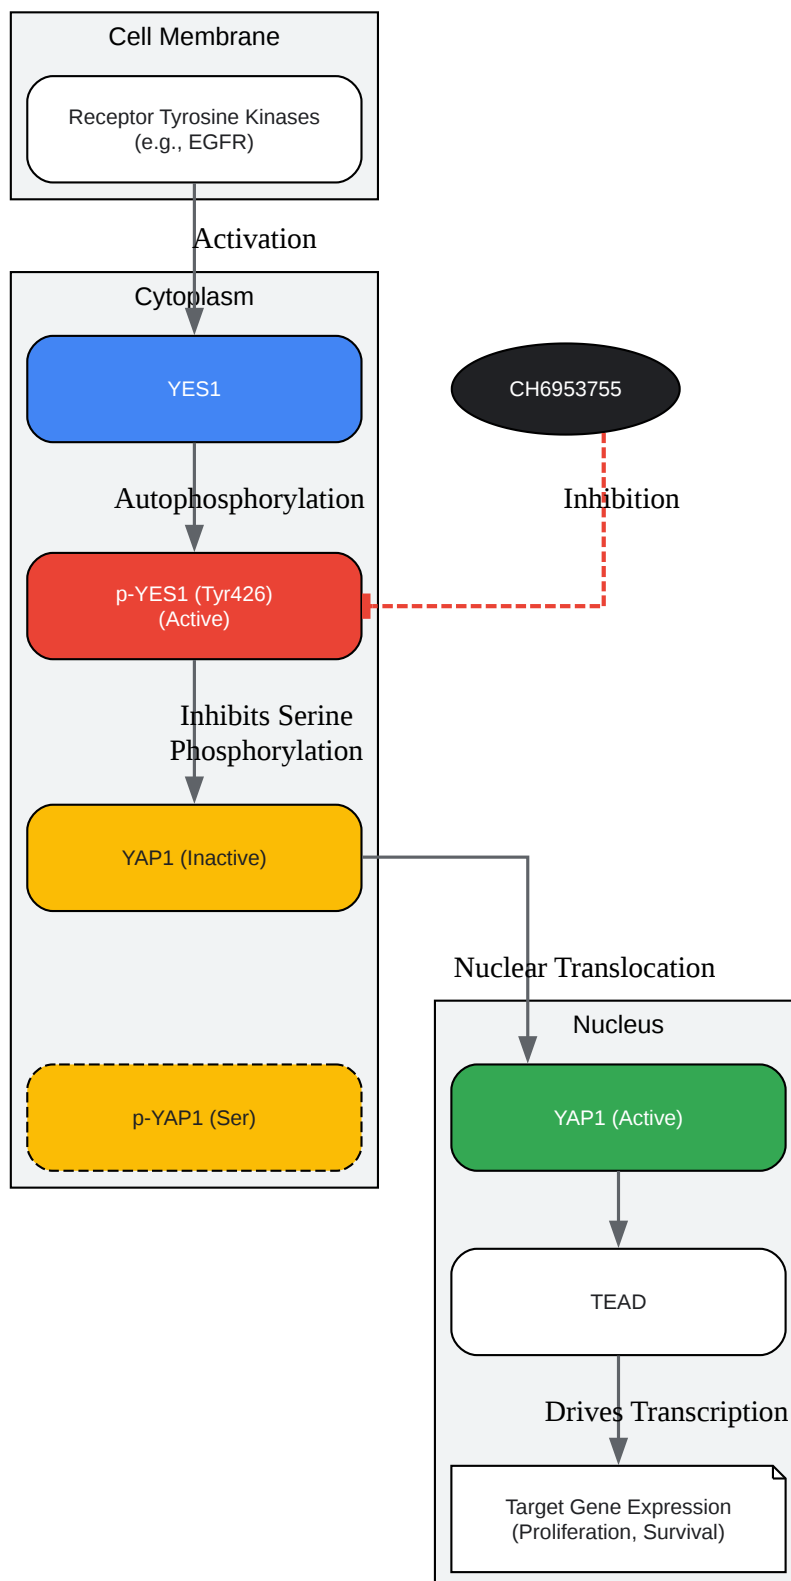 Cell Membrane
Receptor Tyrosine Kinases
(e.g., EGFR)
Activation
Cytoplasm
YES1
CH6953755
Autophosphorylation
Inhibition
p-YES1 (Tyr426)
(Active)
Inhibits Serine
Phosphorylation
YAP1 (Inactive)
Nuclear Translocation
Nucleus
p-YAP1 (Ser)
YAP1 (Active)
TEAD
Drives Transcription
Target Gene Expression
(Proliferation, Survival)